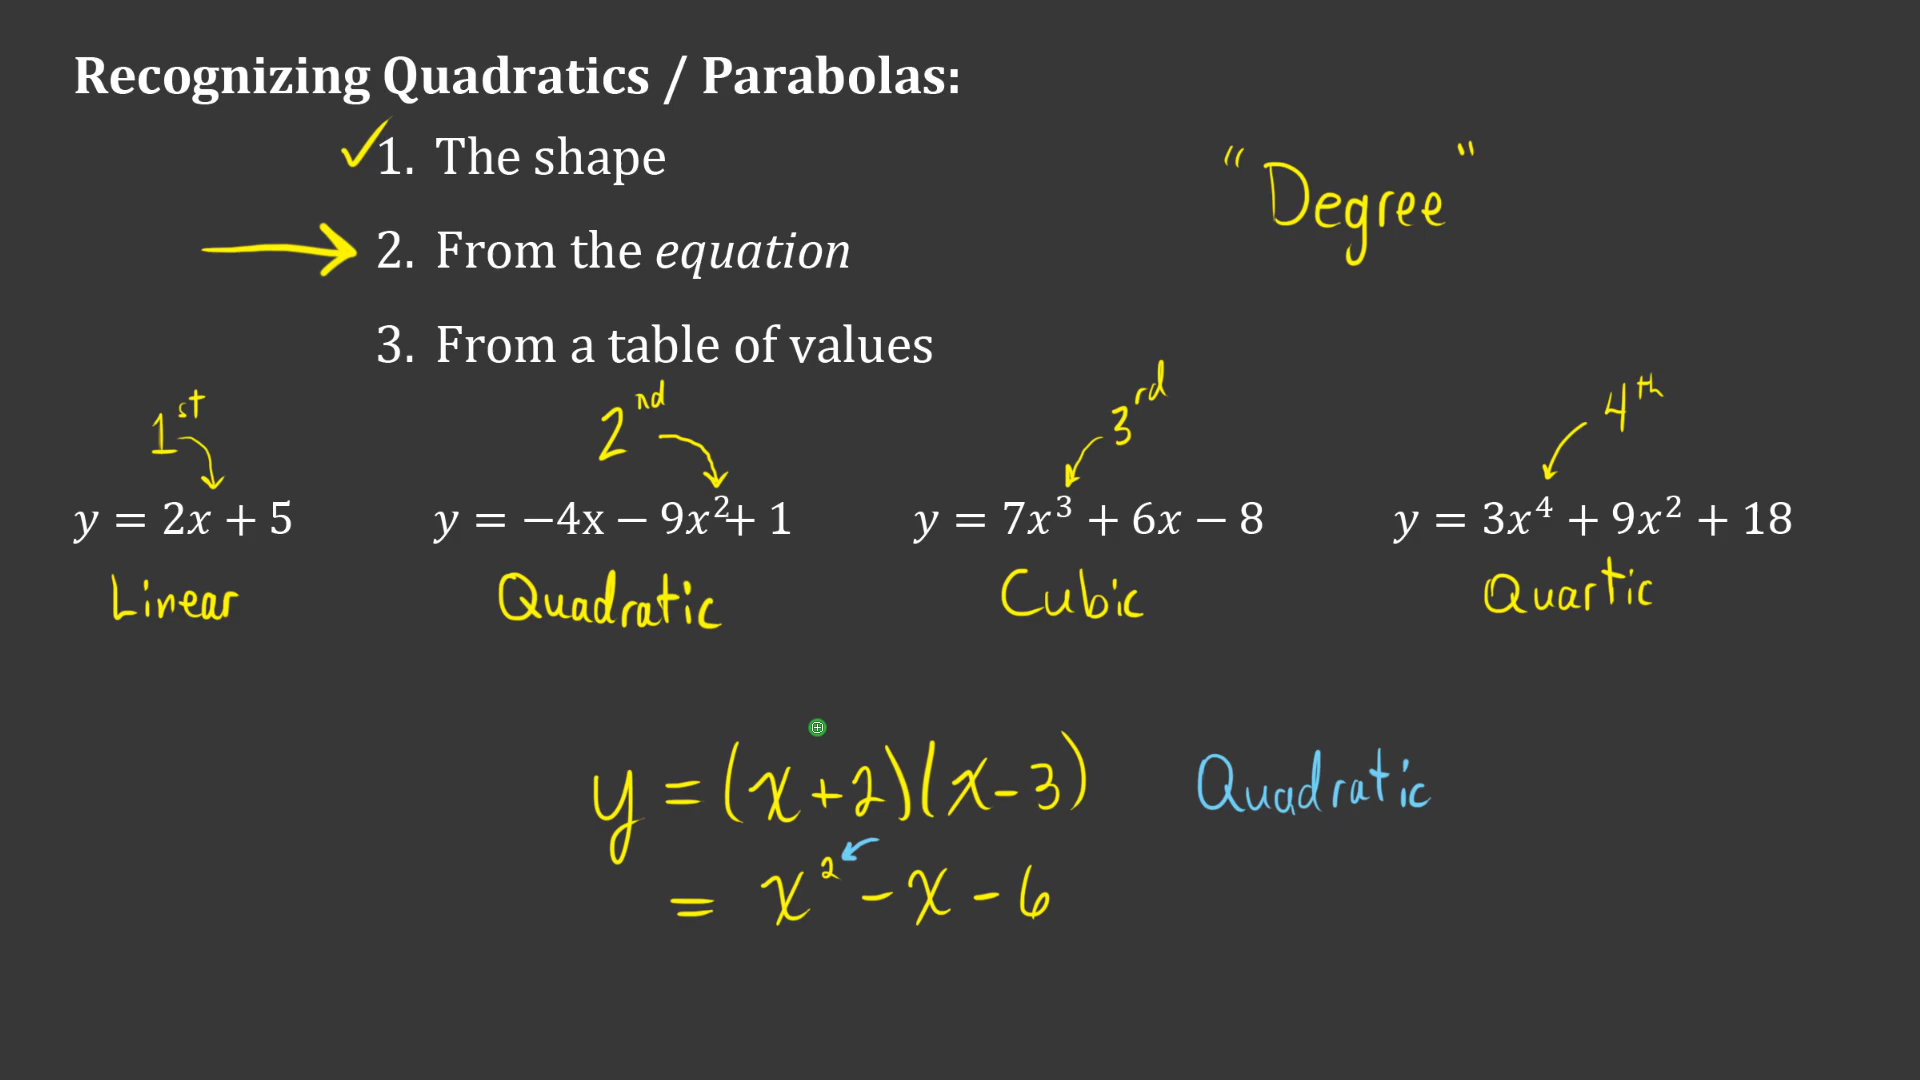 Recognizing Quadratics / Parabolas:
✓1. The shape
"Degree"
2. From the equation
3. From a table of values
1st
2nd
3rd
4th
y = 2x + 5
y = −4x − 9x²+ 1
y = 7x³ + 6x − 8
y = 3x⁴ + 9x² + 18
Linear
Quadratic
Cubic
Quartic
y = (x+2)(x-3)
Quadratic
= x² - x - 6